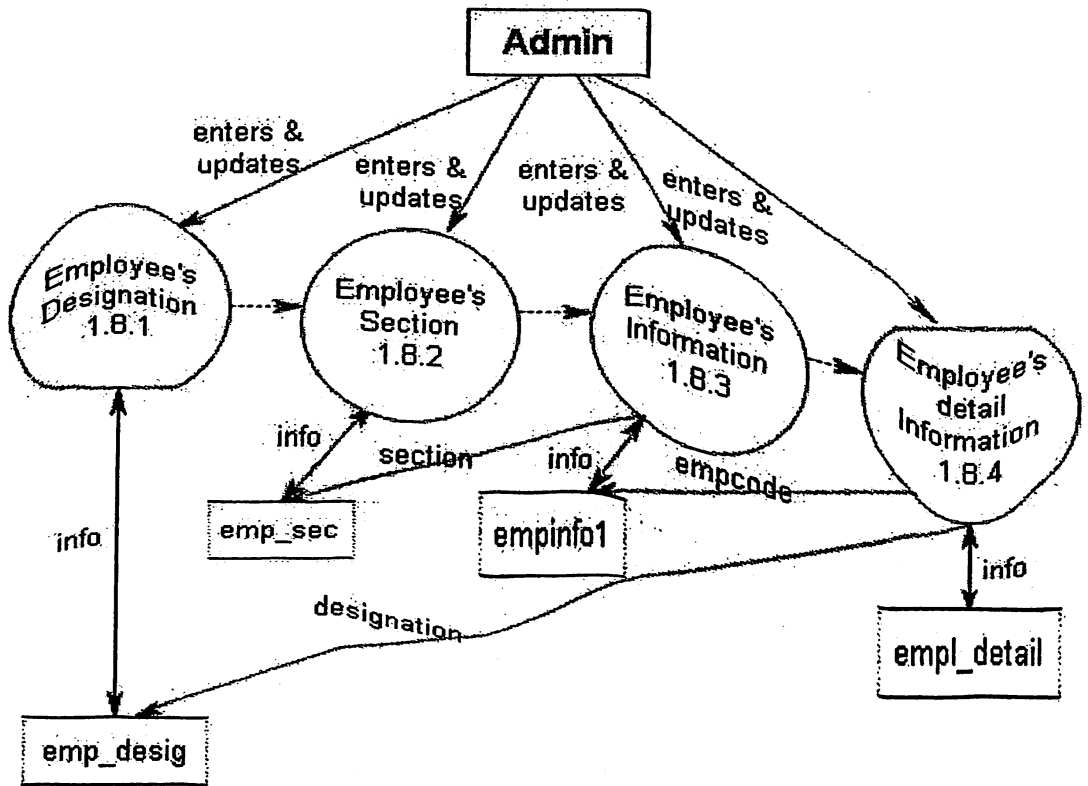 Admin
enters &
updates
enters &
updates
enters &
updates
enters &
updates
Employee's
Designation
1.8.1
Employee's
Section
1.8.2
Employee's
Information
1.8.3
Employee's
detail
Information
1.8.4
info
section
info
empcode
emp_sec
empinfo1
info
info
designation
empl_detail
emp_desig